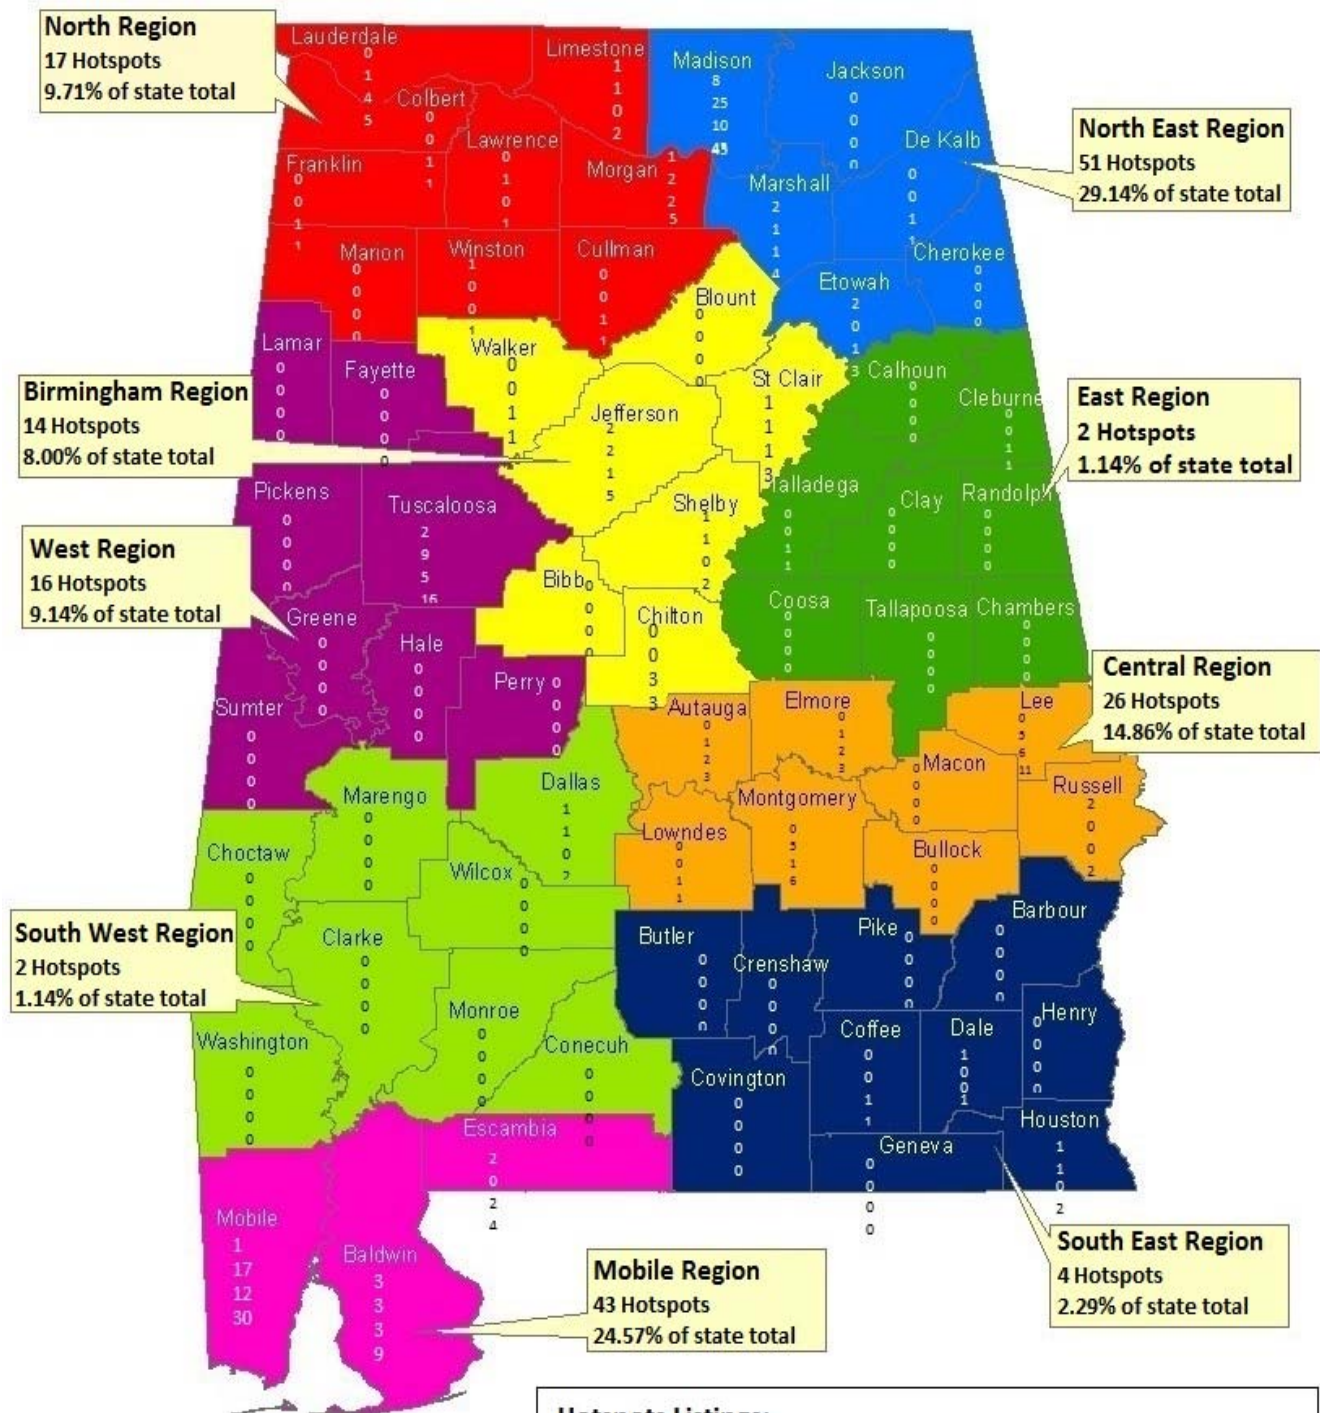 North Region
17 Hotspots
9.71% of state total
Lauderdale
0
1
4
5
Colbert
0
0
1
1
Limestone
1
1
0
2
Lawrence
0
1
0
1
Franklin
0
0
1
1
Morgan
1
2
2
5
Marion
0
0
0
0
Winston
1
0
0
1
Cullman
0
0
1
1
Madison
8
25
10
43
Jackson
0
0
0
0
De Kalb
0
0
1
1
Marshall
2
1
1
4
Cherokee
0
0
0
0
Etowah
2
0
1
3
North East Region
51 Hotspots
29.14% of state total
Blount
0
0
0
0
Walker
0
0
1
1
St Clair
1
1
1
3
Jefferson
2
2
1
5
Shelby
1
1
0
2
Bibb
0
0
0
0
Chilton
0
0
3
3
Birmingham Region
14 Hotspots
8.00% of state total
Lamar
0
0
0
0
Fayette
0
0
0
0
Pickens
0
0
0
0
Tuscaloosa
2
9
5
16
Greene
0
0
0
0
Hale
0
0
0
0
Sumter
0
0
0
0
Perry
0
0
0
0
West Region
16 Hotspots
9.14% of state total
Calhoun
0
0
0
0
Cleburne
0
0
1
1
Talladega
0
0
1
1
Clay
0
0
0
0
Randolph
0
0
0
0
Coosa
0
0
0
0
Tallapoosa
0
0
0
0
Chambers
0
0
0
0
East Region
2 Hotspots
1.14% of state total
Central Region
26 Hotspots
14.86% of state total
Autauga
0
1
2
3
Elmore
0
1
2
3
Lee
0
5
6
11
Macon
0
0
0
0
Russell
2
0
0
2
Montgomery
0
5
1
6
Lowndes
0
0
1
1
Bullock
0
0
0
0
Dallas
1
1
0
2
Marengo
0
0
0
0
Choctaw
0
0
0
0
Wilcox
0
0
0
0
Clarke
0
0
0
0
Monroe
0
0
0
0
Conecuh
0
0
0
0
Washington
0
0
0
0
South West Region
2 Hotspots
1.14% of state total
Butler
0
0
0
0
Crenshaw
0
0
0
0
Pike
0
0
0
0
Barbour
0
0
0
0
Covington
0
0
0
0
Coffee
0
0
1
1
Dale
1
0
0
1
Henry
0
0
0
0
Geneva
0
0
0
0
Houston
1
1
0
2
South East Region
4 Hotspots
2.29% of state total
Escambia
2
0
2
4
Mobile
1
17
12
30
Baldwin
3
3
3
9
Mobile Region
43 Hotspots
24.57% of state total
Hotspots Listings: